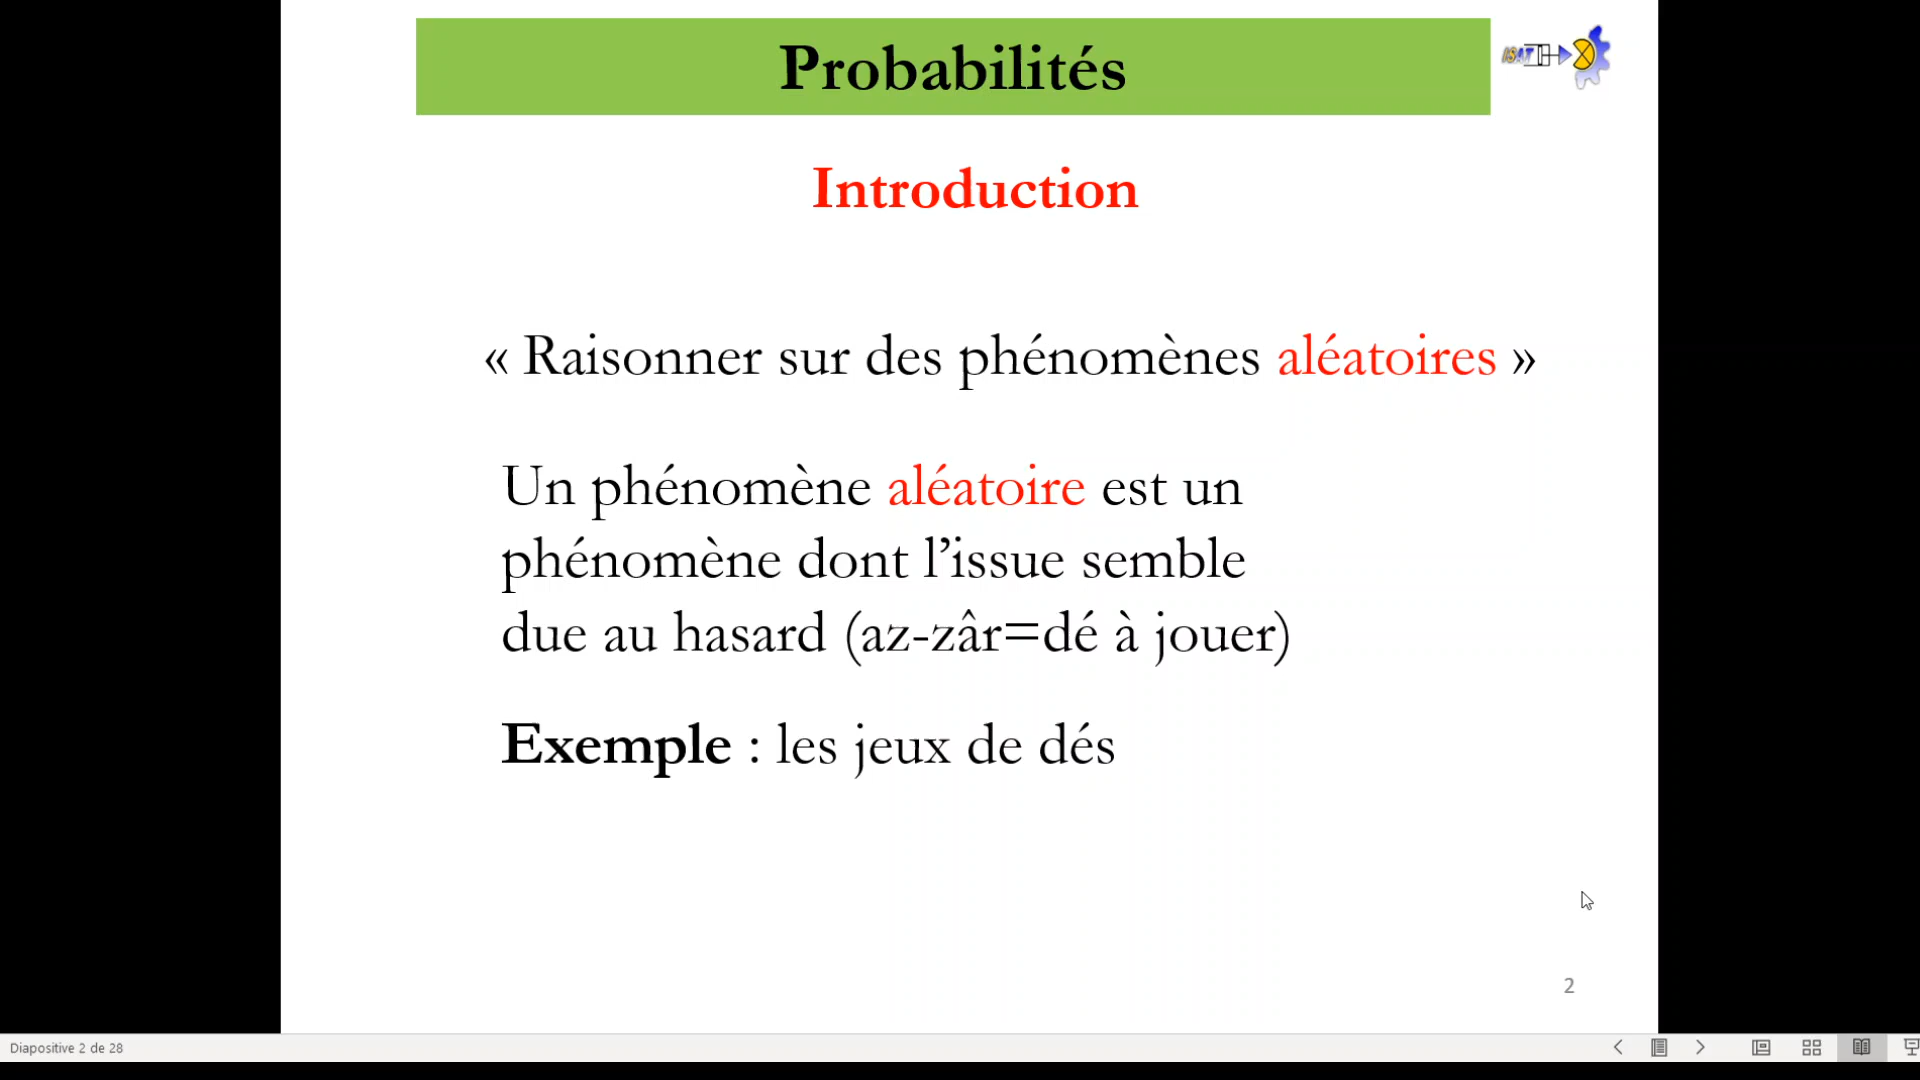 Probabilités
ISAT
Introduction
« Raisonner sur des phénomènes aléatoires »
Un phénomène aléatoire est un
phénomène dont l’issue semble
due au hasard (az-zâr=dé à jouer)
Exemple : les jeux de dés
2
Diapositive 2 de 28